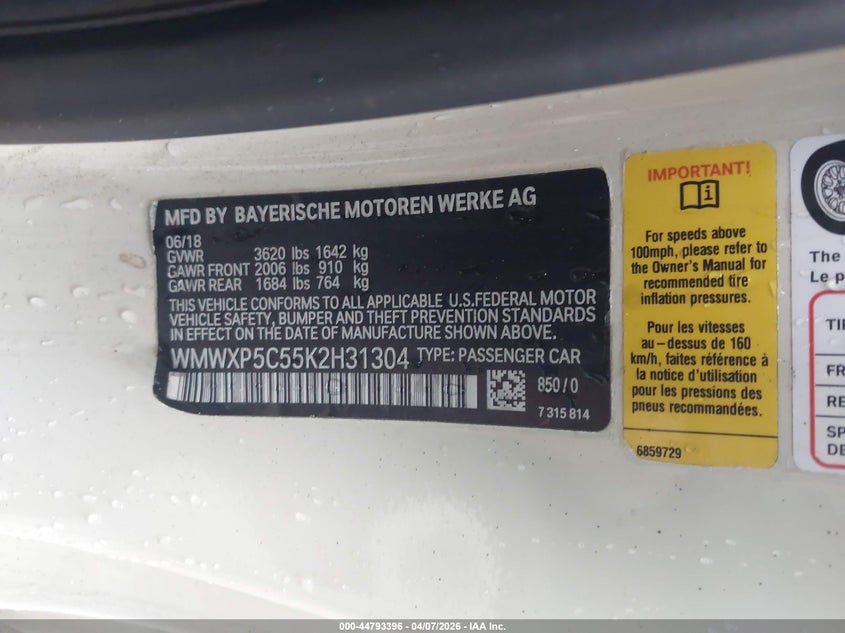 MFD BY BAYERISCHE MOTOREN WERKE AG
06/18
GVWR 3620 lbs 1642 kg
GAWR FRONT 2006 lbs 910 kg
GAWR REAR 1684 lbs 764 kg
THIS VEHICLE CONFORMS TO ALL APPLICABLE U.S.FEDERAL MOTOR
VEHICLE SAFETY, BUMPER AND THEFT PREVENTION STANDARDS
IN EFFECT ON THE DATE OF MANUFACTURE SHOWN ABOVE.
WMWXP5C55K2H31304 TYPE: PASSENGER CAR
850/0
7 315 814
IMPORTANT!
For speeds above
100mph, please refer to
the Owner's Manual for
recommended tire
inflation pressures.
Pour les vitesses
au-dessus de 160
km/h, faites référence à
la notice d'utilisation
pour les pressions des
pneus recommandées.
6859729
The
Le p
TI
FR
RE
SP
DE
000-44793396 - 04/07/2026 - IAA Inc.